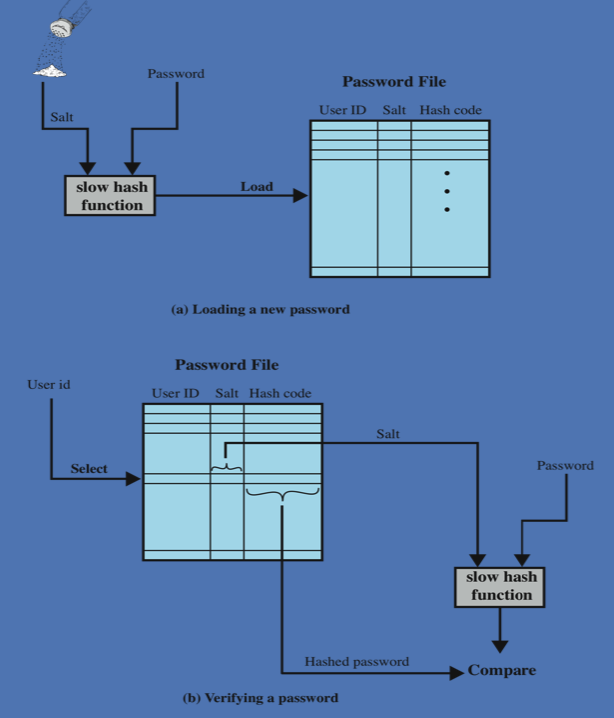 Password
Salt
slow hash
function
Load
Password File
User ID Salt Hash code
(a) Loading a new password
Password File
User id
User ID Salt Hash code
Select
Salt
Password
slow hash
function
Hashed password
Compare
(b) Verifying a password